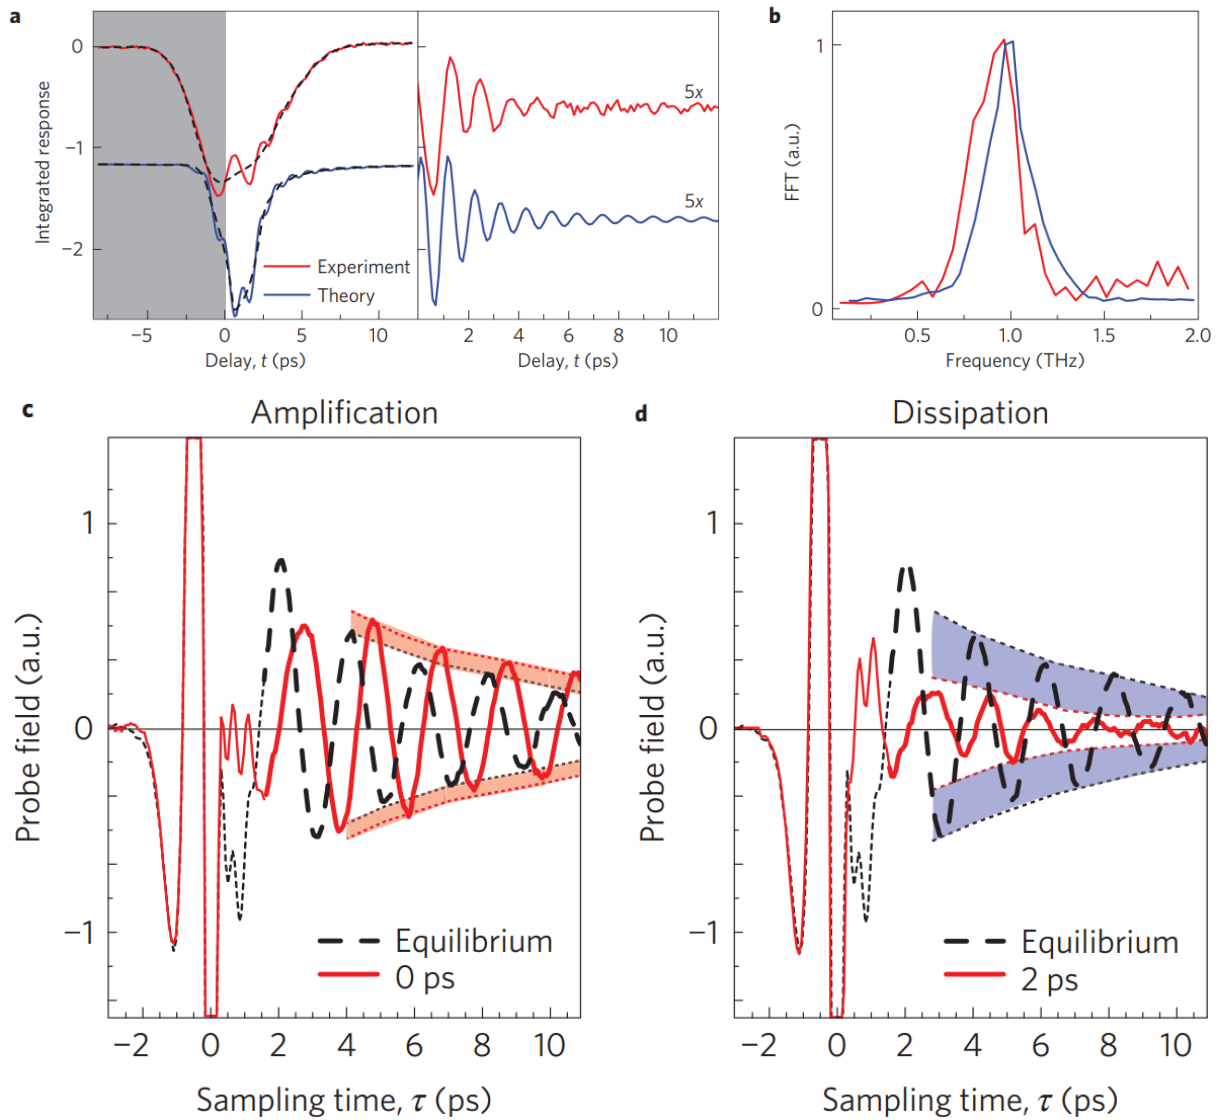 a
0
−1
−2
Integrated response
Experiment
Theory
−5
0
5
10
Delay, t (ps)
5x
5x
0
2
4
6
8
10
Delay, t (ps)
b
1
0
FFT (a.u.)
0.5
1.0
1.5
2.0
Frequency (THz)
c
Amplification
1
0
−1
Probe field (a.u.)
Equilibrium
0 ps
−2
0
2
4
6
8
10
Sampling time, τ (ps)
d
Dissipation
1
0
−1
Probe field (a.u.)
Equilibrium
2 ps
−2
0
2
4
6
8
10
Sampling time, τ (ps)